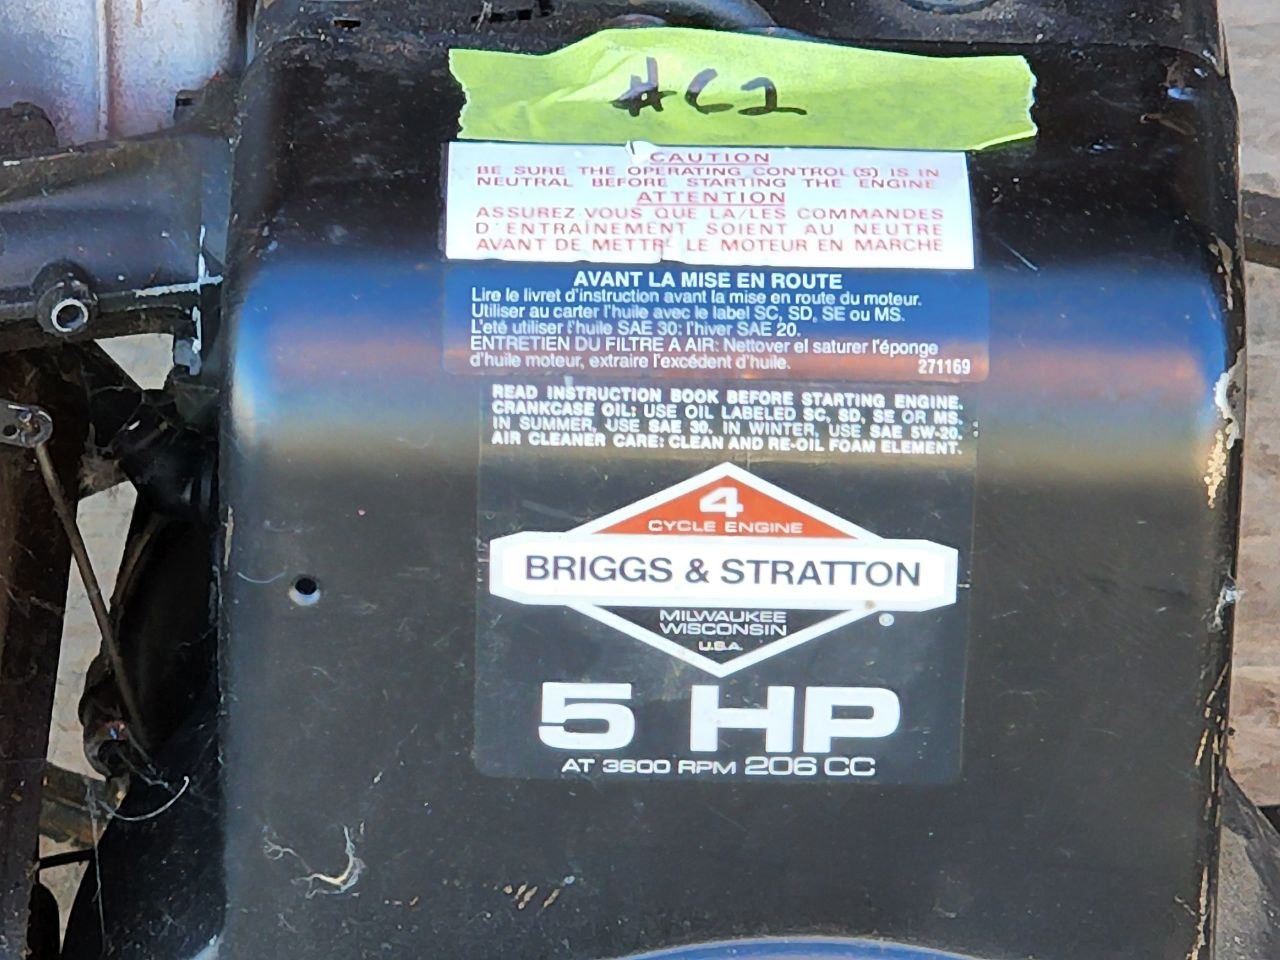 #C2
CAUTION
BE SURE THE OPERATING CONTROL(S) IS IN
NEUTRAL BEFORE STARTING THE ENGINE
ATTENTION
ASSUREZ VOUS QUE LA/LES COMMANDES
D'ENTRAÎNEMENT SOIENT AU NEUTRE
AVANT DE METTRE LE MOTEUR EN MARCHE
AVANT LA MISE EN ROUTE
Lire le livret d'instruction avant la mise en route du moteur.
Utiliser au carter l'huile avec le label SC, SD, SE ou MS.
L'eté utiliser l'huile SAE 30: l'hiver SAE 20.
ENTRETIEN DU FILTRE A AIR: Nettover el saturer l'éponge
d'huile moteur, extraire l'excédent d'huile. 271169
READ INSTRUCTION BOOK BEFORE STARTING ENGINE.
CRANKCASE OIL: USE OIL LABELED SC, SD, SE OR MS.
IN SUMMER, USE SAE 30. IN WINTER, USE SAE 5W-20.
AIR CLEANER CARE: CLEAN AND RE-OIL FOAM ELEMENT.
4
CYCLE ENGINE
BRIGGS & STRATTON
MILWAUKEE
WISCONSIN
U.S.A.
®
5 HP
AT 3600 RPM 206 CC